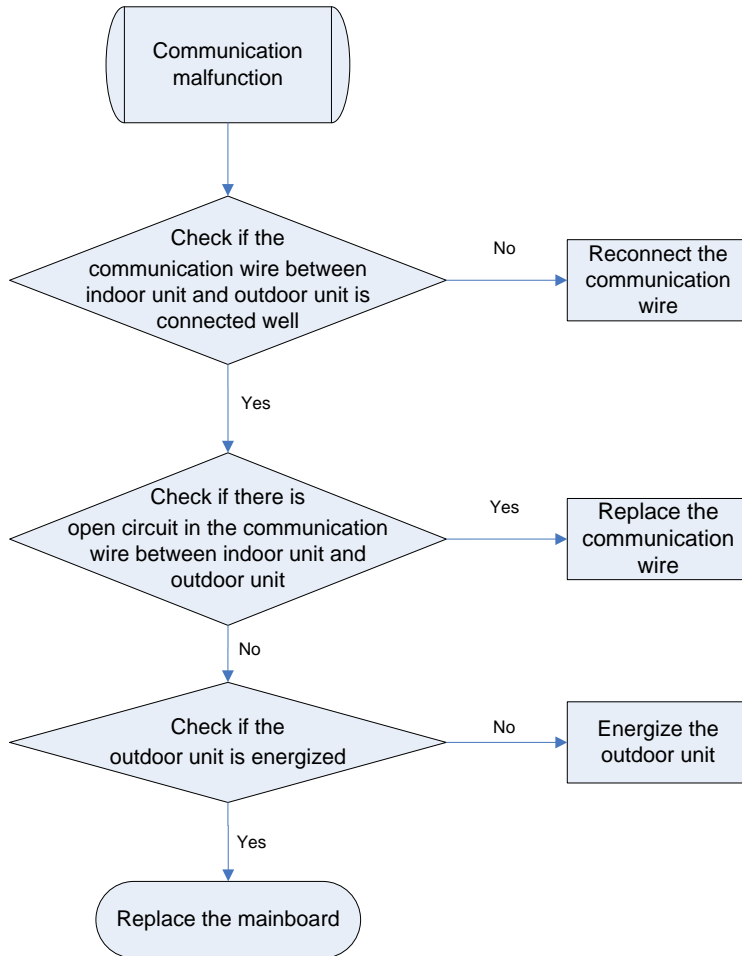 Communication
malfunction
Check if the
communication wire between
indoor unit and outdoor unit is
connected well
No
Reconnect the
communication
wire
Yes
Check if there is
open circuit in the communication
wire between indoor unit and
outdoor unit
Yes
Replace the
communication
wire
No
Check if the
outdoor unit is energized
No
Energize the
outdoor unit
Yes
Replace the mainboard